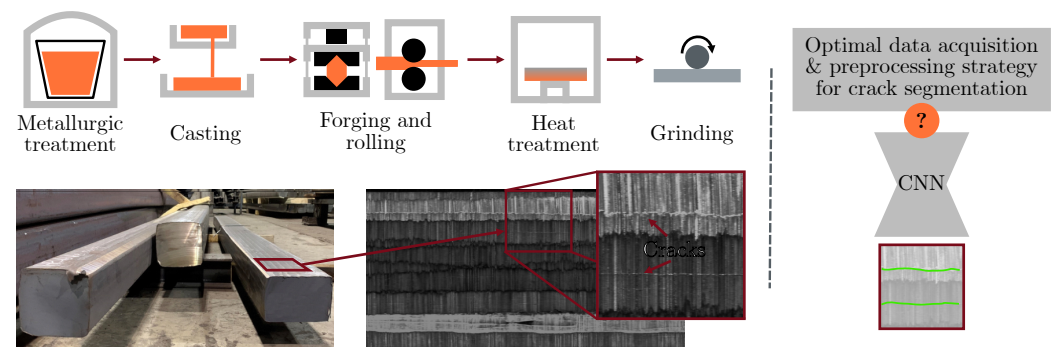 Metallurgic
treatment
Casting
Forging and
rolling
Heat
treatment
Grinding
Cracks
Optimal data acquisition
& preprocessing strategy
for crack segmentation
?
CNN